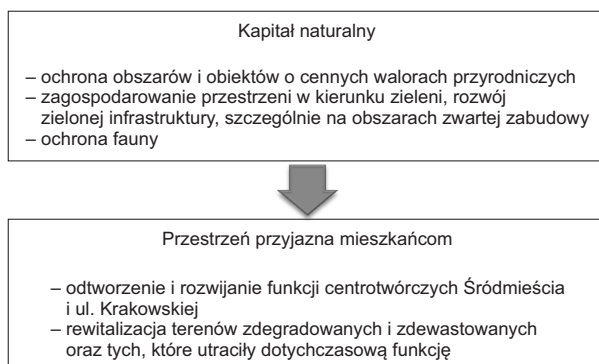 Kapitał naturalny
– ochrona obszarów i obiektów o cennych walorach przyrodniczych
– zagospodarowanie przestrzeni w kierunku zieleni, rozwój
zielonej infrastruktury, szczególnie na obszarach zwartej zabudowy
– ochrona fauny
Przestrzeń przyjazna mieszkańcom
– odtworzenie i rozwijanie funkcji centrotwórczych Śródmieścia
i ul. Krakowskiej
– rewitalizacja terenów zdegradowanych i zdewastowanych
oraz tych, które utraciły dotychczasową funkcję